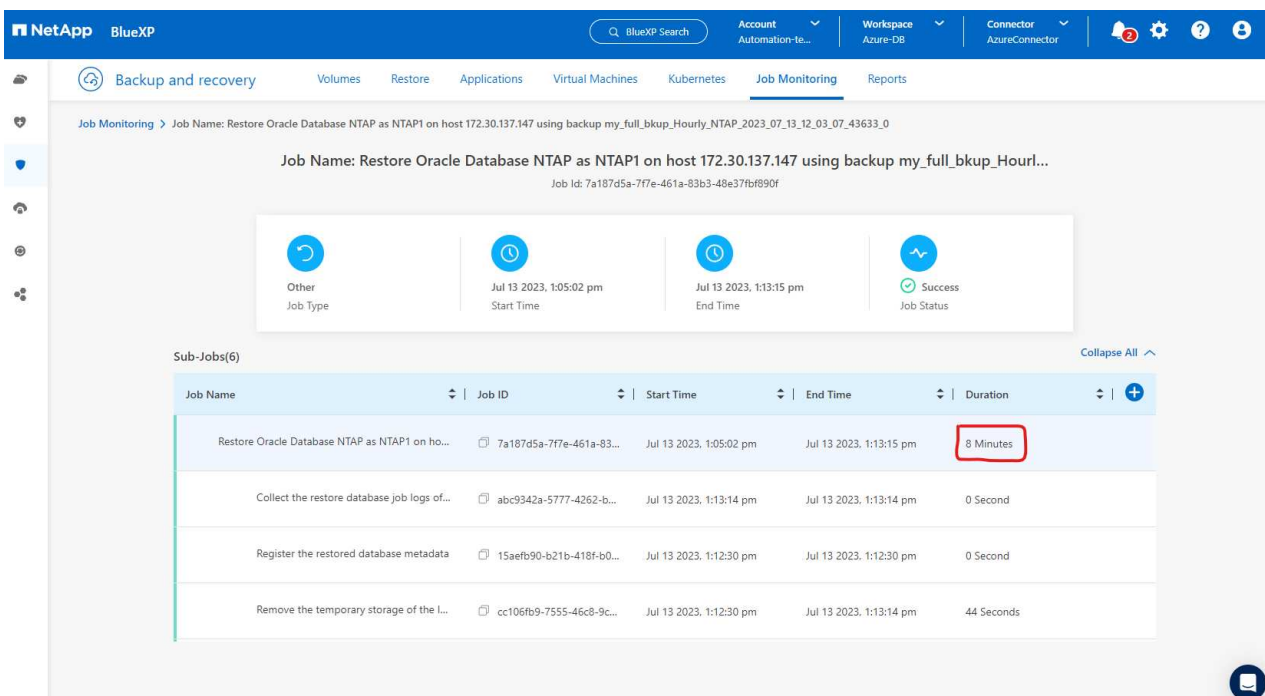 NetApp BlueXP
BlueXP Search
Account
Automation-te...
Workspace
Azure-DB
Connector
AzureConnector
2
Backup and recovery
Volumes
Restore
Applications
Virtual Machines
Kubernetes
Job Monitoring
Reports
Job Monitoring > Job Name: Restore Oracle Database NTAP as NTAP1 on host 172.30.137.147 using backup my_full_bkup_Hourly_NTAP_2023_07_13_12_03_07_43633_0
Job Name: Restore Oracle Database NTAP as NTAP1 on host 172.30.137.147 using backup my_full_bkup_Hourl...
Job Id: 7a187d5a-7f7e-461a-83b3-48e37fbf890f
Other
Job Type
Jul 13 2023, 1:05:02 pm
Start Time
Jul 13 2023, 1:13:15 pm
End Time
Success
Job Status
Sub-Jobs(6)
Collapse All
Job Name | Job ID | Start Time | End Time | Duration
Restore Oracle Database NTAP as NTAP1 on ho... 7a187d5a-7f7e-461a-83... Jul 13 2023, 1:05:02 pm Jul 13 2023, 1:13:15 pm 8 Minutes
Collect the restore database job logs of... abc9342a-5777-4262-b... Jul 13 2023, 1:13:14 pm Jul 13 2023, 1:13:14 pm 0 Second
Register the restored database metadata 15aefb90-b21b-418f-b0... Jul 13 2023, 1:12:30 pm Jul 13 2023, 1:12:30 pm 0 Second
Remove the temporary storage of the l... cc106fb9-7555-46c8-9c... Jul 13 2023, 1:12:30 pm Jul 13 2023, 1:13:14 pm 44 Seconds